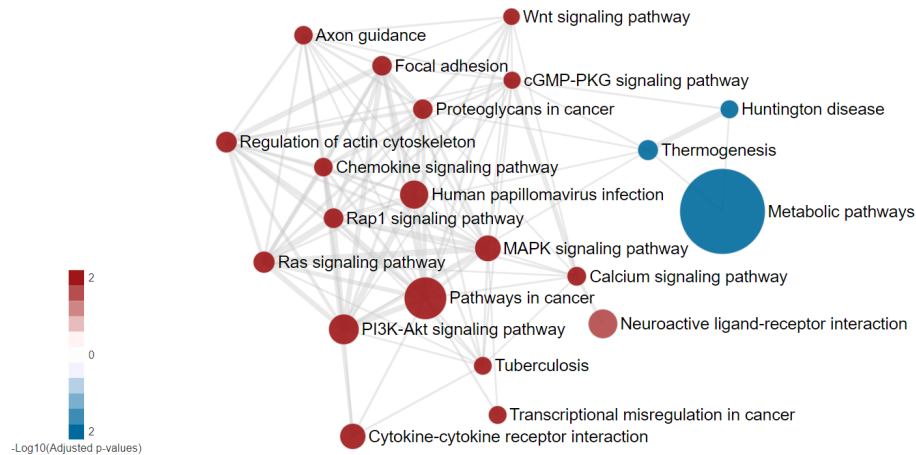 Wnt signaling pathway
Axon guidance
Focal adhesion
cGMP-PKG signaling pathway
Proteoglycans in cancer
Huntington disease
Regulation of actin cytoskeleton
Thermogenesis
Chemokine signaling pathway
Human papillomavirus infection
Metabolic pathways
Rap1 signaling pathway
MAPK signaling pathway
Ras signaling pathway
Calcium signaling pathway
Pathways in cancer
Neuroactive ligand-receptor interaction
PI3K-Akt signaling pathway
Tuberculosis
Transcriptional misregulation in cancer
Cytokine-cytokine receptor interaction
2
0
2
-Log10(Adjusted p-values)